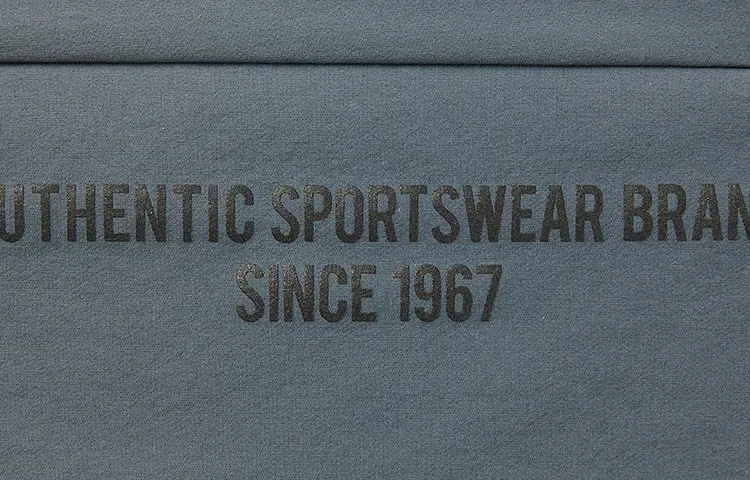 UTHENTIC SPORTSWEAR BRAN
SINCE 1967